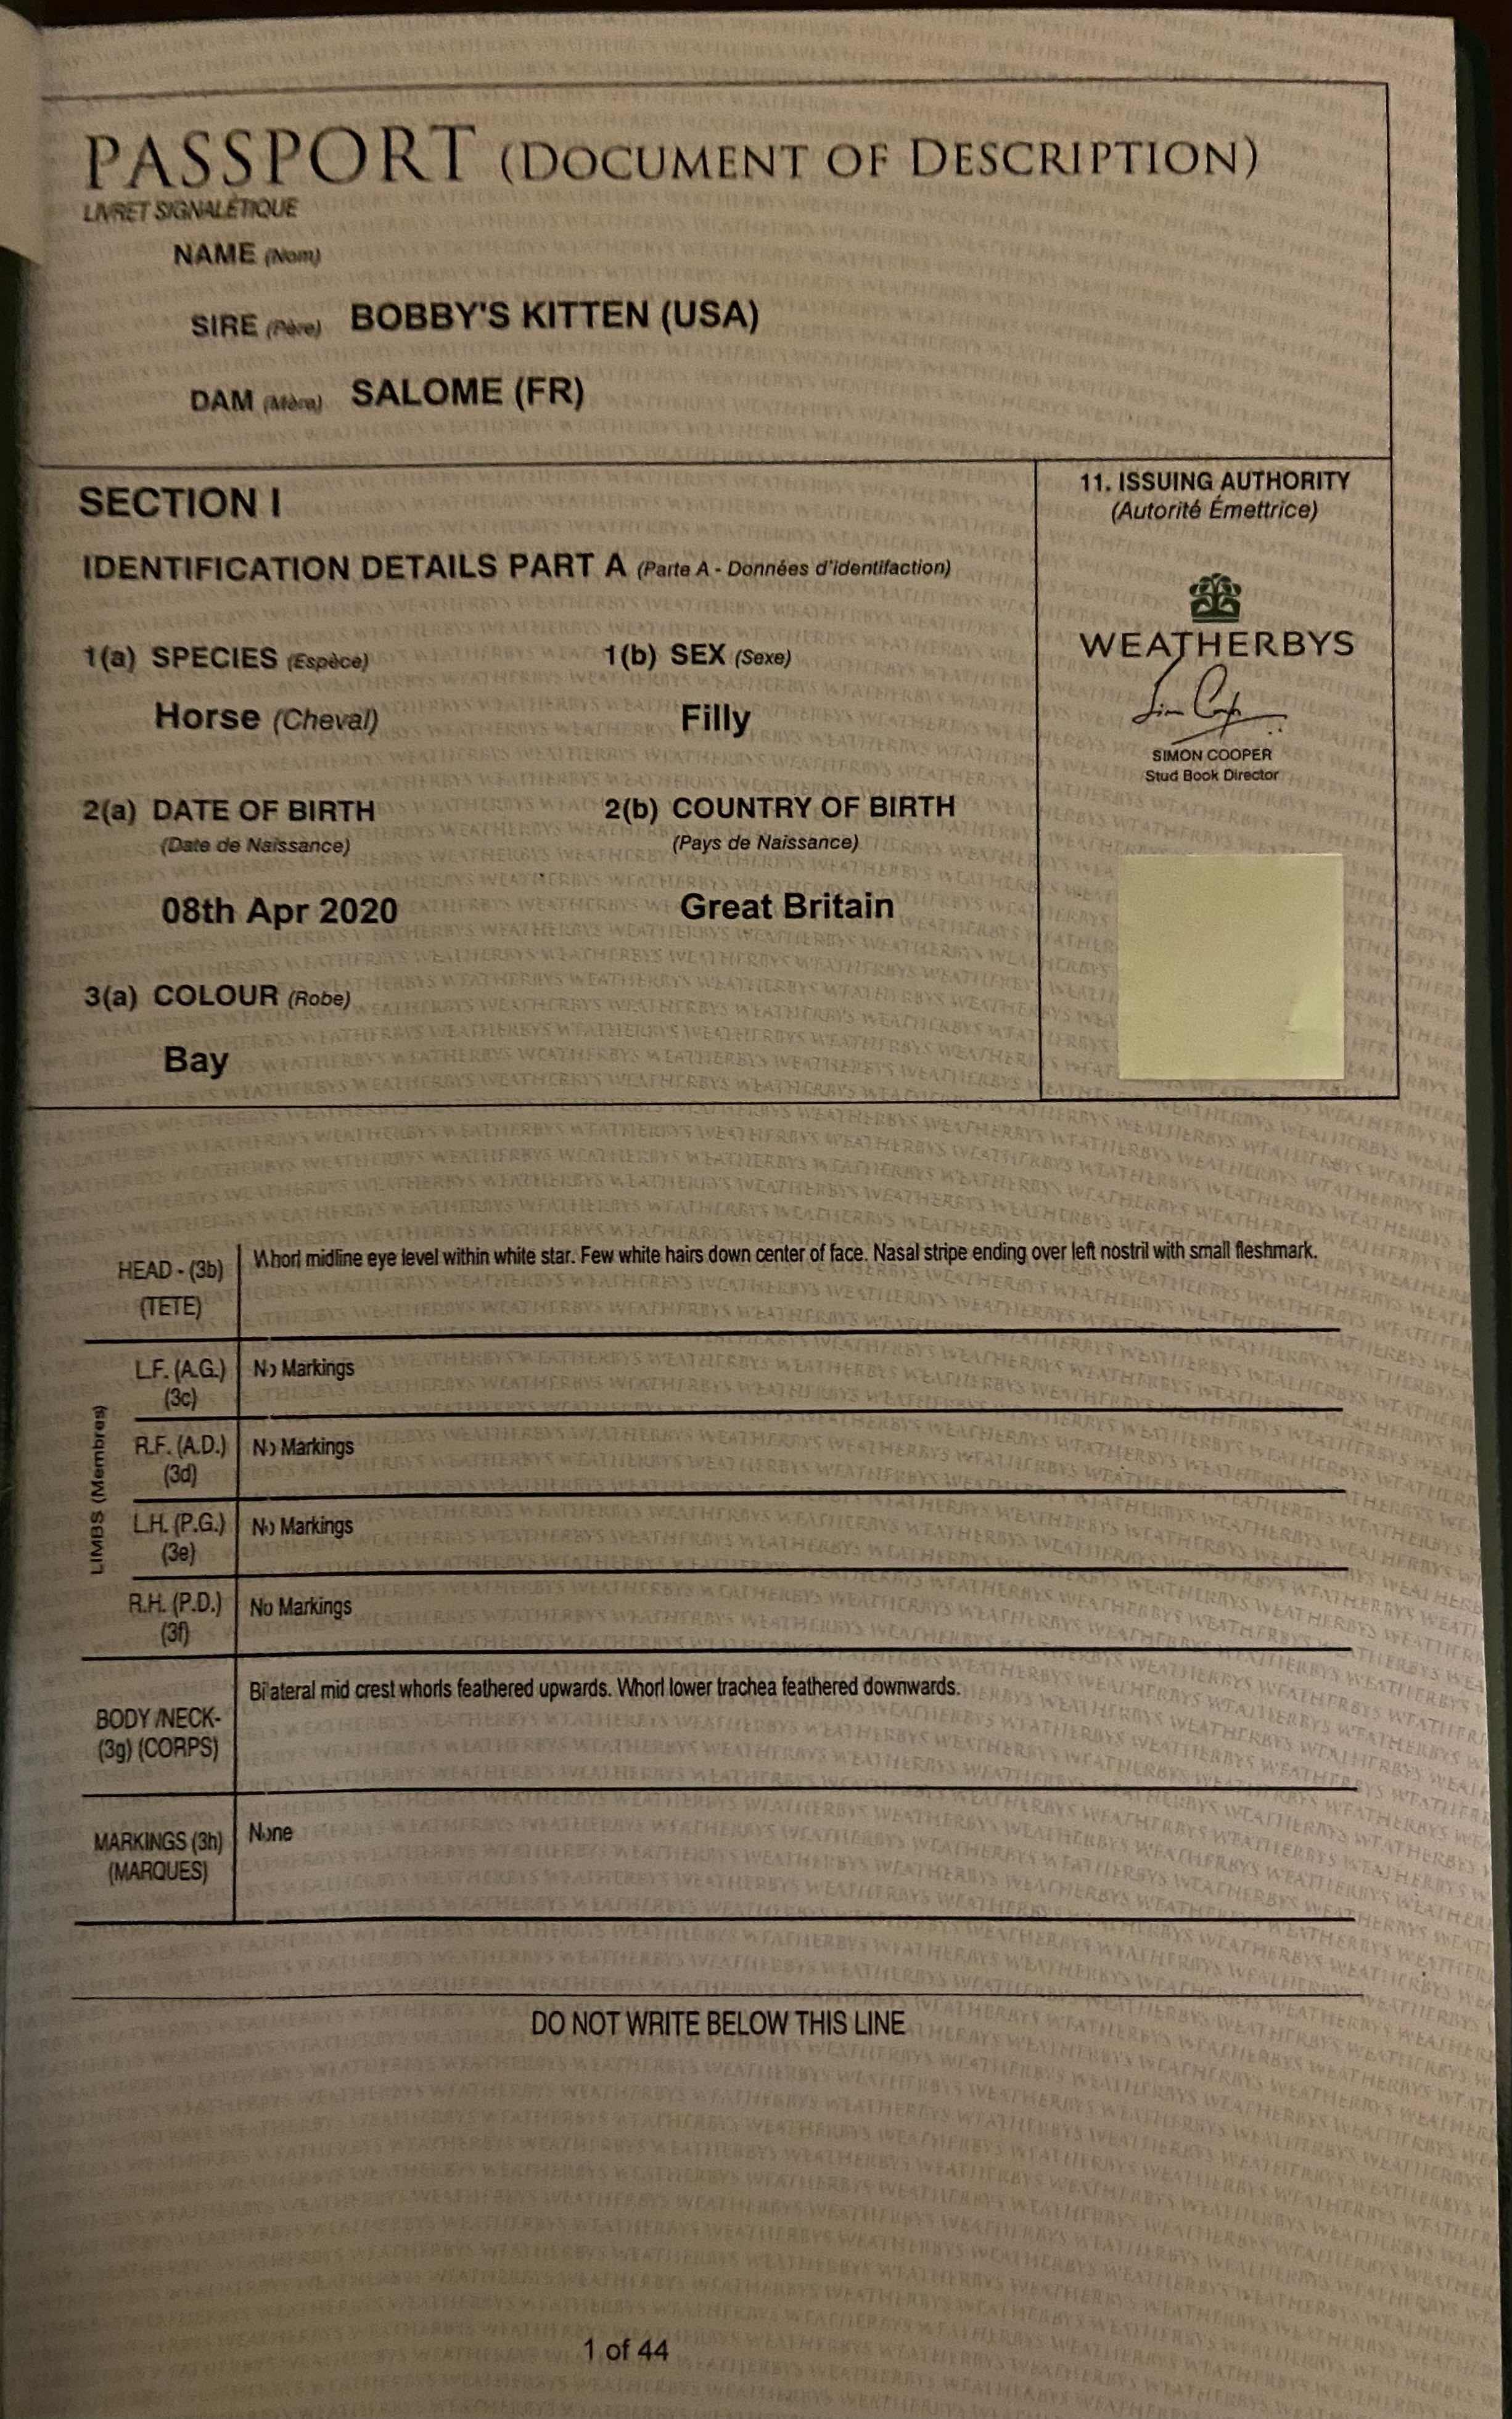 PASSPORT (DOCUMENT OF DESCRIPTION)
LIVRET SIGNALÉTIQUE
NAME (Nom)
SIRE (Père) BOBBY'S KITTEN (USA)
DAM (Mère) SALOME (FR)
SECTION I
IDENTIFICATION DETAILS PART A (Parte A - Données d'identifaction)
1(a) SPECIES (Espèce)
1(b) SEX (Sexe)
Horse (Cheval)
Filly
2(a) DATE OF BIRTH
(Date de Naissance)
2(b) COUNTRY OF BIRTH
(Pays de Naissance)
08th Apr 2020
Great Britain
3(a) COLOUR (Robe)
Bay
11. ISSUING AUTHORITY
(Autorité Émettrice)
WEATHERBYS
SIMON COOPER
Stud Book Director
HEAD - (3b)
(TETE)
Whorl midline eye level within white star. Few white hairs down center of face. Nasal stripe ending over left nostril with small fleshmark.
LIMBS (Membres)
L.F. (A.G.)
(3c)
No Markings
R.F. (A.D.)
(3d)
No Markings
L.H. (P.G.)
(3e)
No Markings
R.H. (P.D.)
(3f)
No Markings
BODY /NECK-
(3g) (CORPS)
Bilateral mid crest whorls feathered upwards. Whorl lower trachea feathered downwards.
MARKINGS (3h)
(MARQUES)
None
DO NOT WRITE BELOW THIS LINE
1 of 44